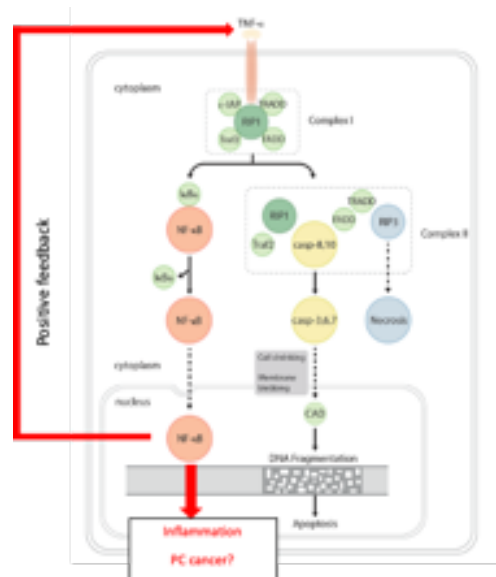 TNF-α
cytoplasm
c-IAP
TRADD
RIP1
Traf2
FADD
Complex I
IκBα
NF-κB
RIP1
TRADD
FADD
RIP3
Traf2
casp-8,10
Complex II
IκBα
NF-κB
casp-3,6,7
Necrosis
Positive feedback
cytoplasm
Cell shrinking
Membrane
blebbing
nucleus
NF-κB
CAD
DNA Fragmentation
Apoptosis
Inflammation
PC cancer?